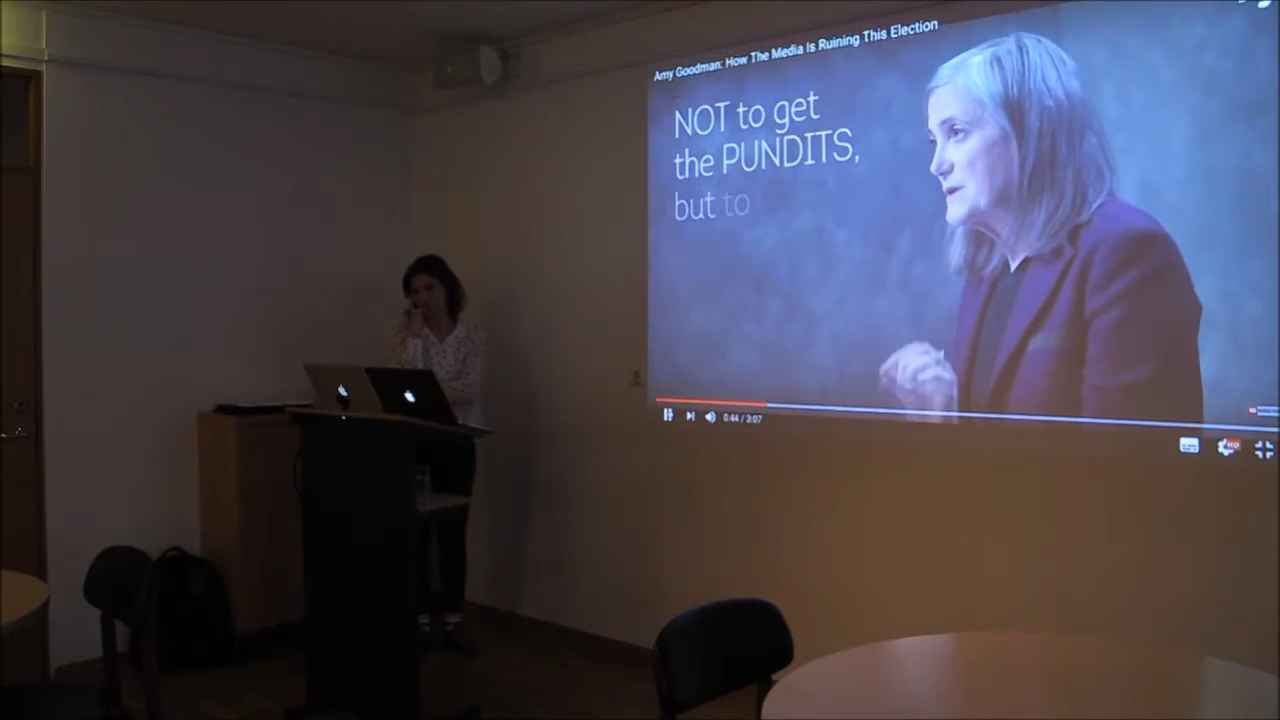 Amy Goodman: How The Media Is Ruining This Election
NOT to get
the PUNDITS,
but to
0:44 / 3:07
HD